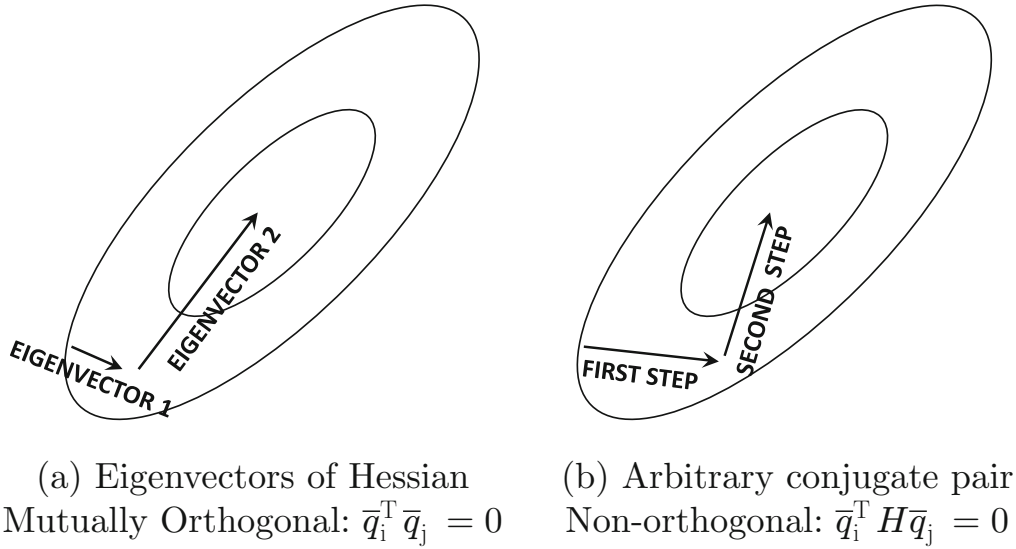 EIGENVECTOR 1
EIGENVECTOR 2
FIRST STEP
SECOND STEP
(a) Eigenvectors of Hessian
Mutually Orthogonal: q̅ᵢᵀ q̅ⱼ = 0
(b) Arbitrary conjugate pair
Non-orthogonal: q̅ᵢᵀ Hq̅ⱼ = 0